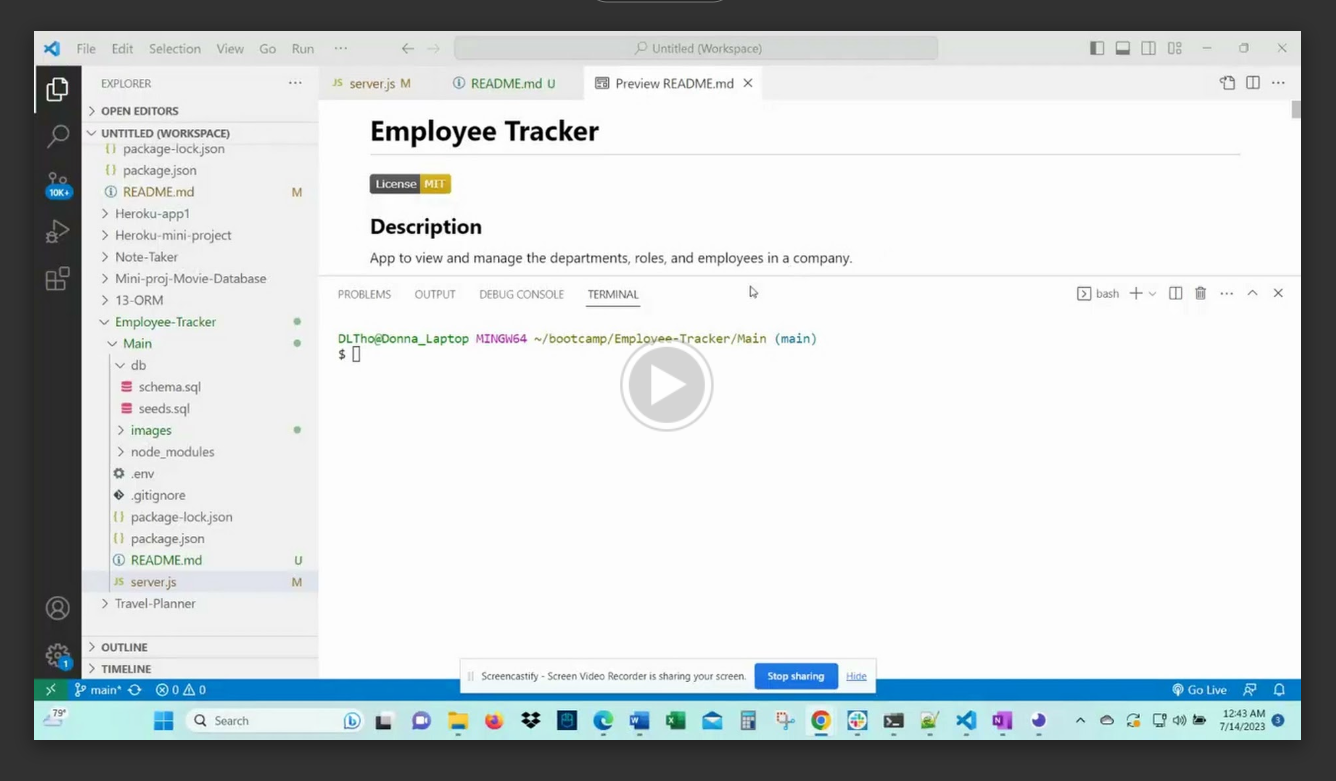 File Edit Selection View Go Run ··· Untitled (Workspace)
EXPLORER ···
JS server.js M README.md U Preview README.md
OPEN EDITORS
UNTITLED (WORKSPACE)
package-lock.json
package.json
README.md M
Heroku-app1
Heroku-mini-project
Note-Taker
Mini-proj-Movie-Database
13-ORM
Employee-Tracker
Main
db
schema.sql
seeds.sql
images
node_modules
.env
.gitignore
package-lock.json
package.json
README.md U
JS server.js M
Travel-Planner
OUTLINE
TIMELINE
10K+
1
Employee Tracker
License MIT
Description
App to view and manage the departments, roles, and employees in a company.
PROBLEMS OUTPUT DEBUG CONSOLE TERMINAL bash
DLTho@Donna_Laptop MINGW64 ~/bootcamp/Employee-Tracker/Main (main)
$
Screencastify - Screen Video Recorder is sharing your screen. Stop sharing Hide
main* 0 0 Go Live
79° Search 12:43 AM
7/14/2023 3